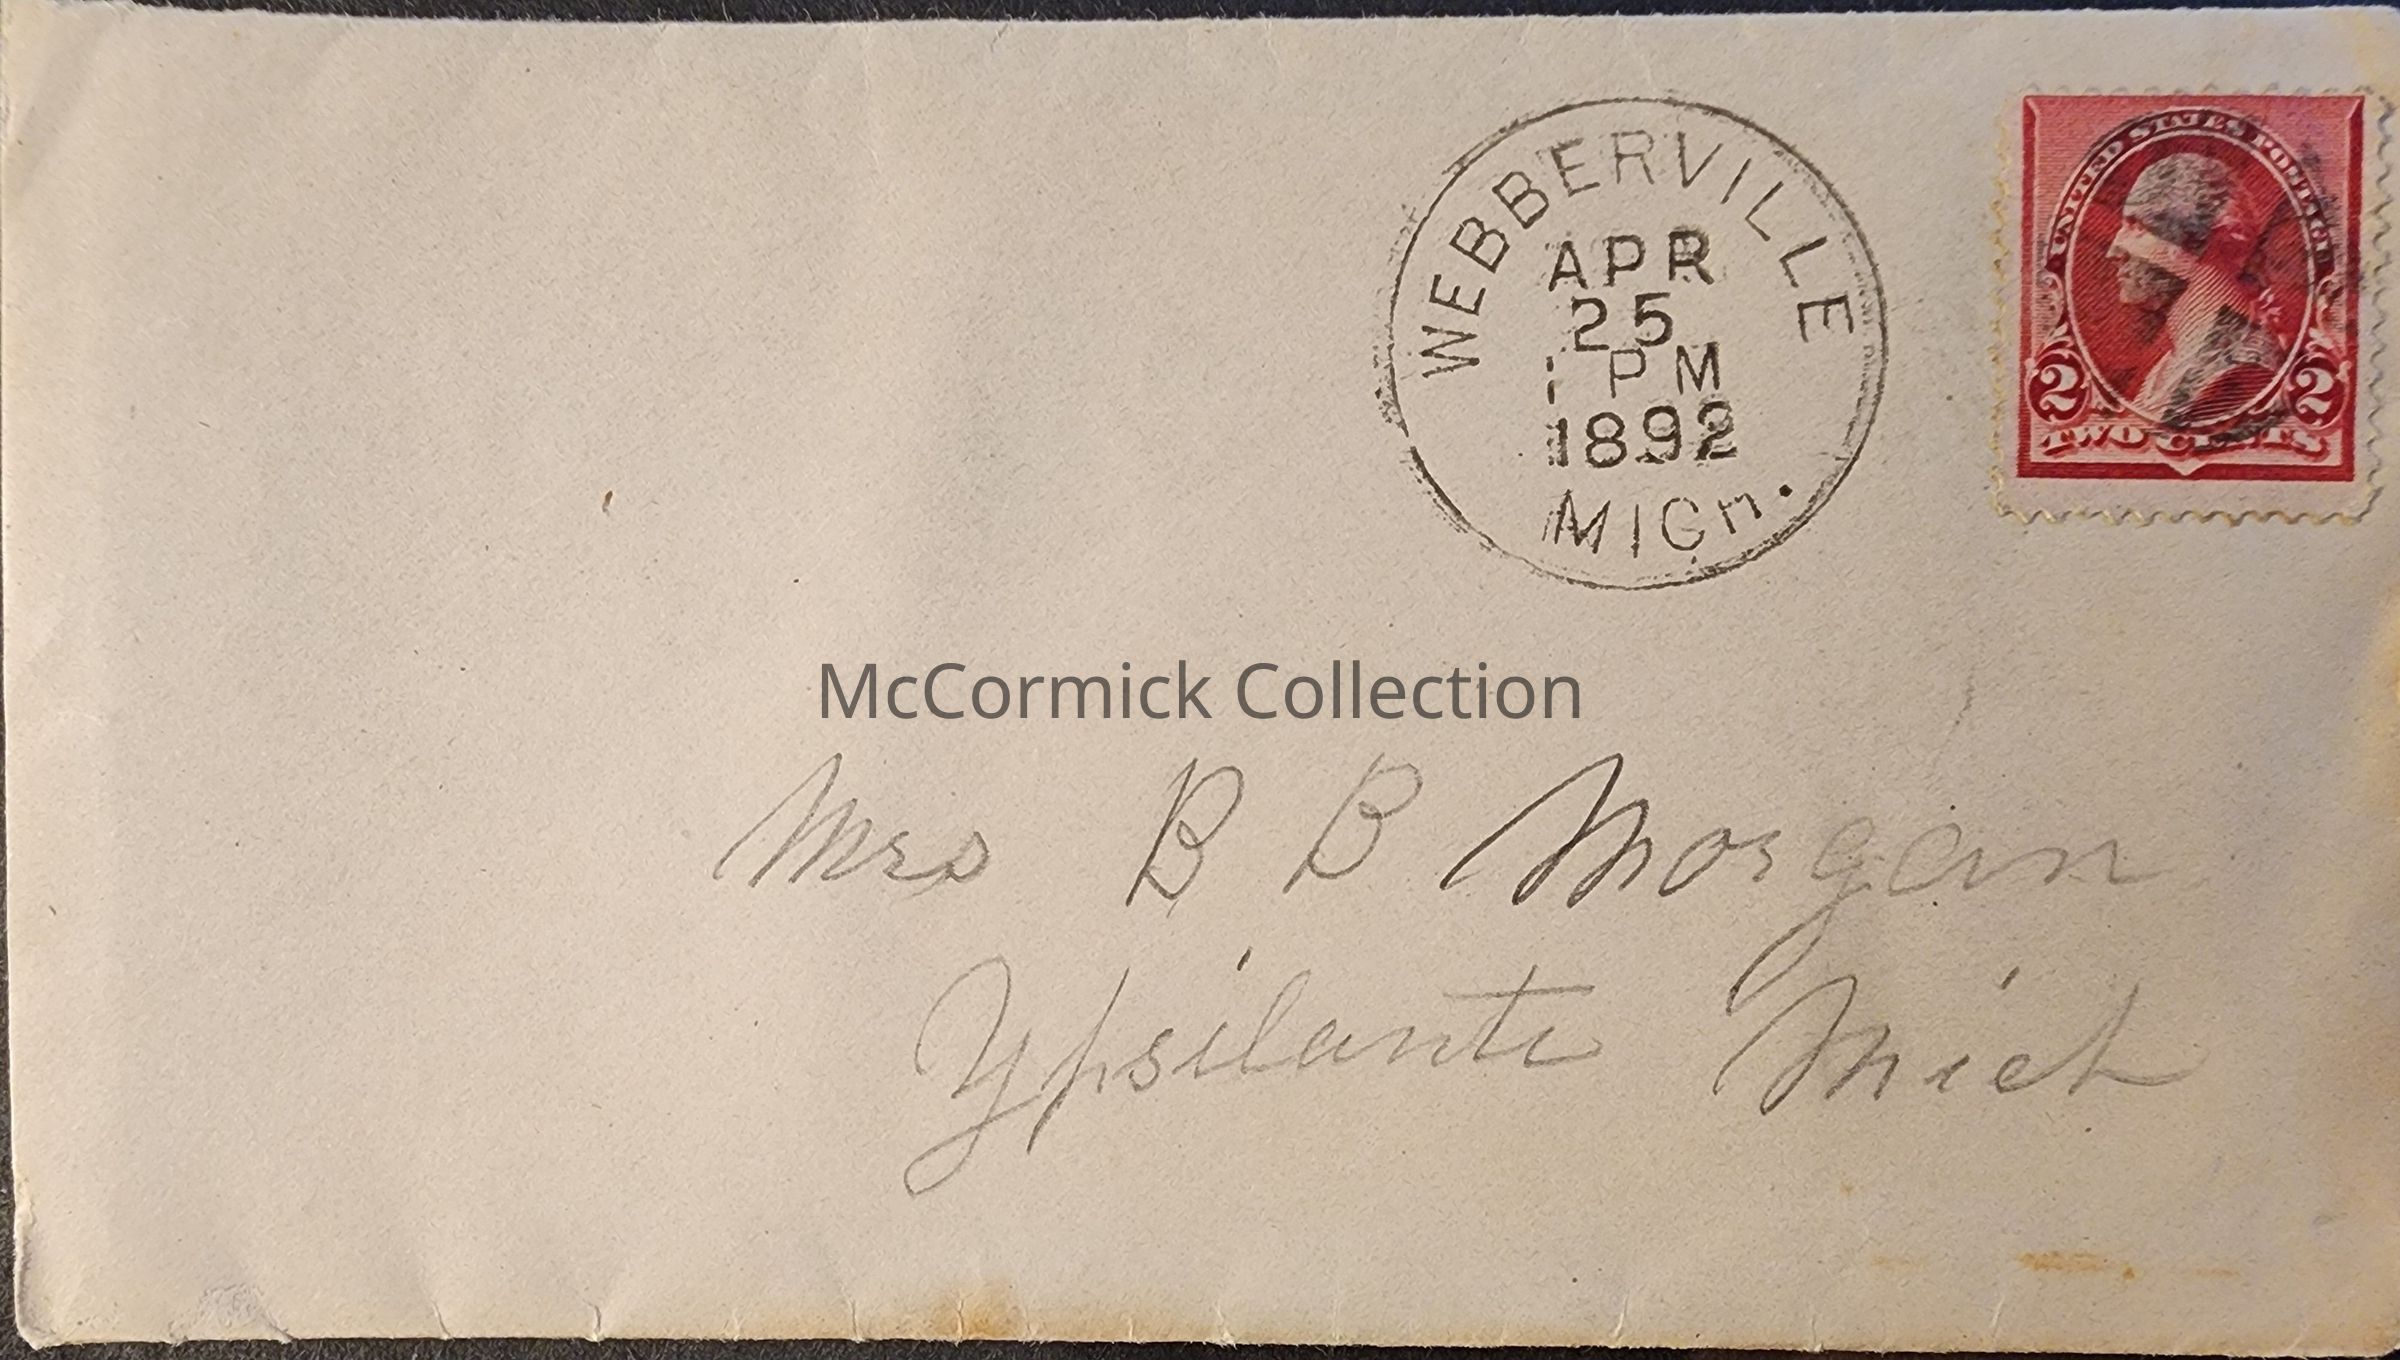 UNITED STATES POSTAGE
2 2
TWO CENTS
WEBBERVILLE
APR
25
1 PM
1892
MICH.
McCormick Collection
Mrs B B Morgan
Ypsilanti Mich